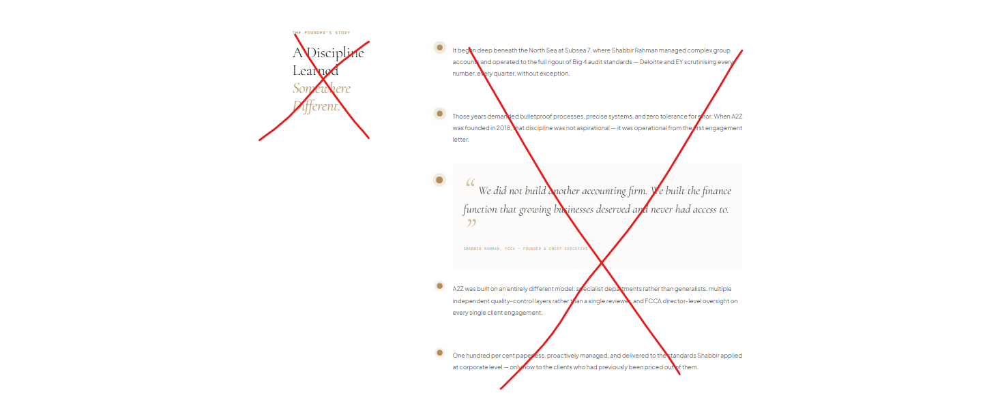 THE FOUNDER'S STORY
A Discipline
Learned
Somewhere
Different.
It began deep beneath the North Sea at Subsea 7, where Shabbir Rahman managed complex group
accounts and operated to the full rigour of Big 4 audit standards — Deloitte and EY scrutinising every
number, every quarter, without exception.
Those years demanded bulletproof processes, precise systems, and zero tolerance for error. When A2Z
was founded in 2018, that discipline was not aspirational — it was operational from the first engagement
letter.
“ We did not build another accounting firm. We built the finance
function that growing businesses deserved and never had access to.
”
SHABBIR RAHMAN, FCCA — FOUNDER & CHIEF EXECUTIVE
A2Z was built on an entirely different model: specialist departments rather than generalists, multiple
independent quality-control layers rather than a single reviewer, and FCCA director-level oversight on
every single client engagement.
One hundred per cent paperless, proactively managed, and delivered to the standards Shabbir applied
at corporate level — only now to the clients who had previously been priced out of them.